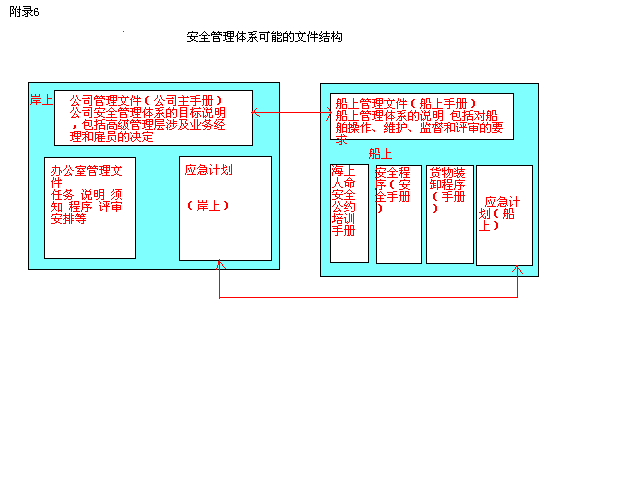 附录6
安全管理体系可能的文件结构
岸上
公司管理文件(公司主手册)
公司安全管理体系的目标说明
,包括高级管理层涉及业务经
理和雇员的决定
办公室管理文
件
任务 说明 须
知 程序 评审
安排等
应急计划
(岸上)
船上管理文件(船上手册)
船上管理体系的说明 包括对船
舶操作、维护、监督和评审的要
求
船上
海上
人命
安全
公约
培训
手册
安全程
序(安
全手册
)
货物装
卸程序
(手册
)
应急计
划(船
上)